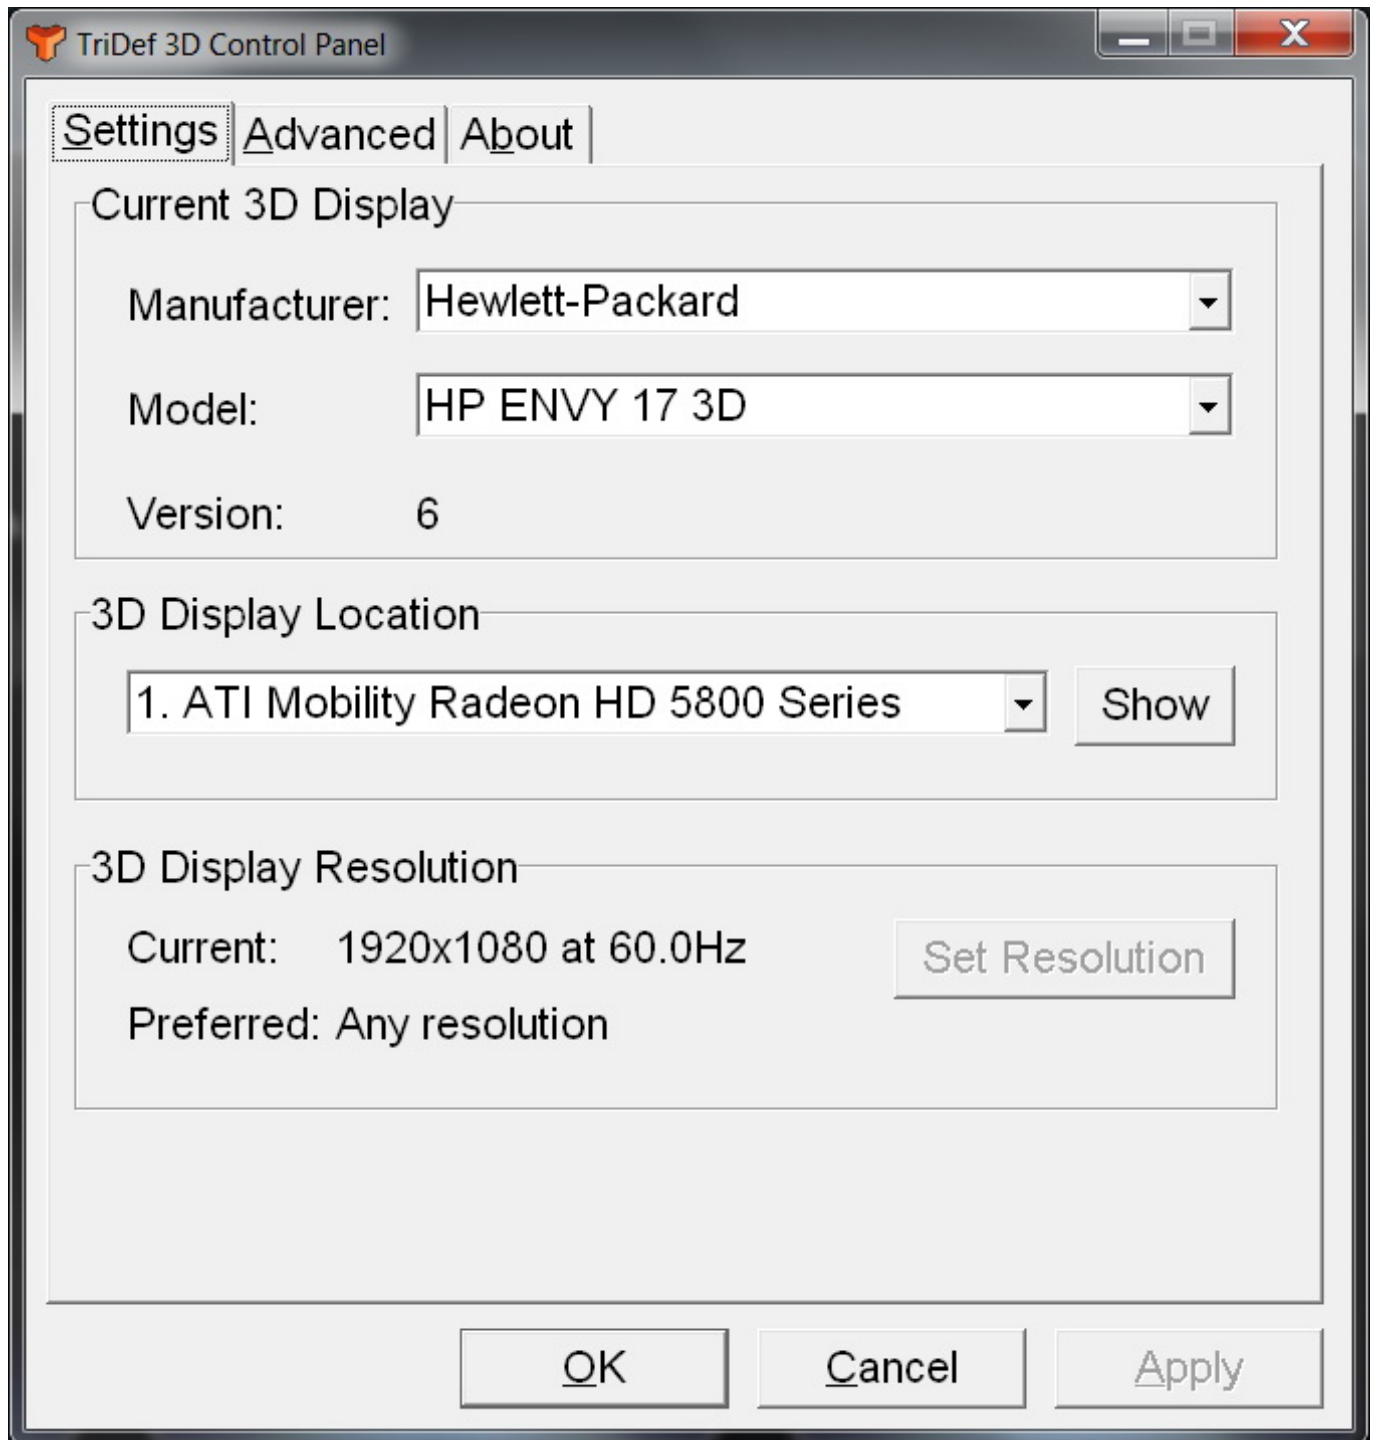 TriDef 3D Control Panel
Settings Advanced About
Current 3D Display
Manufacturer: Hewlett-Packard
Model: HP ENVY 17 3D
Version: 6
3D Display Location
1. ATI Mobility Radeon HD 5800 Series Show
3D Display Resolution
Current: 1920x1080 at 60.0Hz Set Resolution
Preferred: Any resolution
OK Cancel Apply